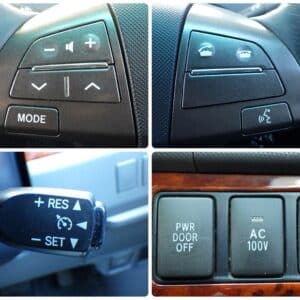 − +
MODE
+ RES ▲
− SET ▼
PWR
DOOR
OFF
AC
100V